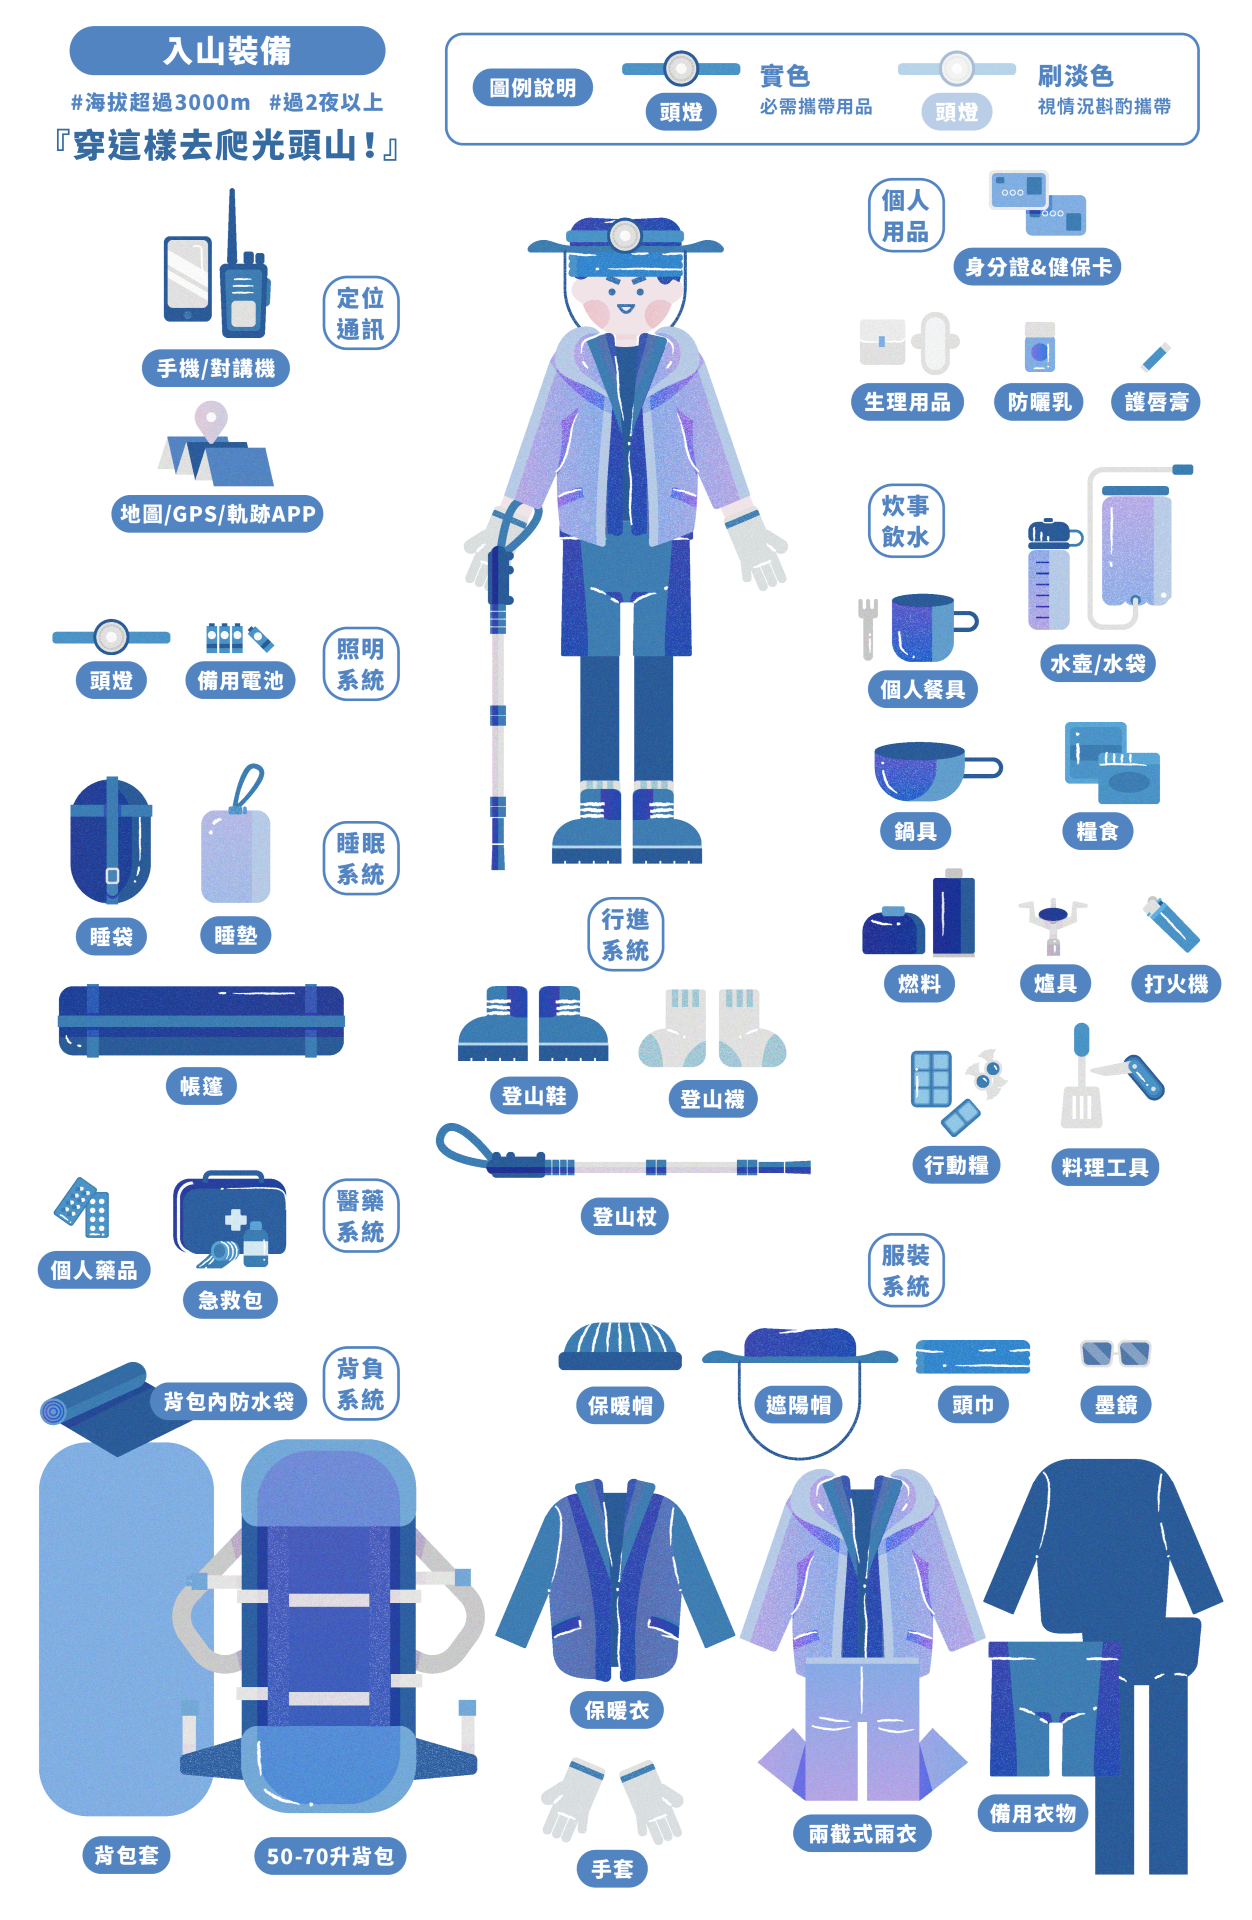 入山裝備
#海拔超過3000m #過2夜以上
『穿這樣去爬光頭山!』
圖例說明
頭燈
實色
必需攜帶用品
頭燈
刷淡色
視情況斟酌攜帶
手機/對講機
定位
通訊
地圖/GPS/軌跡APP
頭燈
備用電池
照明
系統
睡袋
睡墊
睡眠
系統
帳篷
個人藥品
急救包
醫藥
系統
背包內防水袋
背負
系統
背包套
50-70升背包
行進
系統
登山鞋
登山襪
登山杖
個人
用品
身分證&健保卡
生理用品
防曬乳
護唇膏
炊事
飲水
水壺/水袋
個人餐具
鍋具
糧食
燃料
爐具
打火機
行動糧
料理工具
服裝
系統
保暖帽
遮陽帽
頭巾
墨鏡
保暖衣
手套
兩截式雨衣
備用衣物